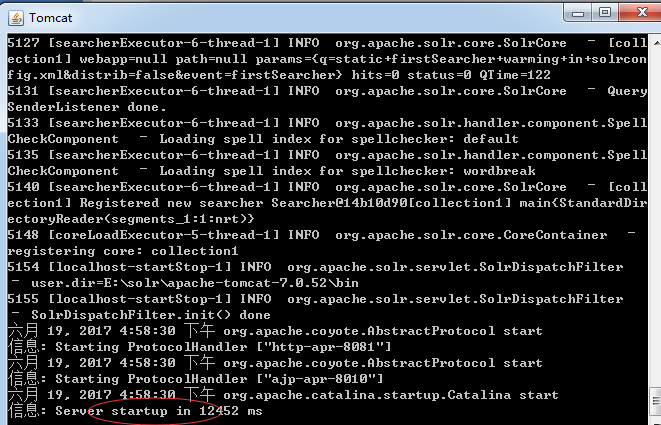 Tomcat
5127 [searcherExecutor-6-thread-1] INFO  org.apache.solr.core.SolrCore  – [coll
ection1] webapp=null path=null params={q=static+firstSearcher+warming+in+solrcon
fig.xml&distrib=false&event=firstSearcher} hits=0 status=0 QTime=122
5131 [searcherExecutor-6-thread-1] INFO  org.apache.solr.core.SolrCore  – Query
SenderListener done.
5133 [searcherExecutor-6-thread-1] INFO  org.apache.solr.handler.component.Spell
CheckComponent  – Loading spell index for spellchecker: default
5135 [searcherExecutor-6-thread-1] INFO  org.apache.solr.handler.component.Spell
CheckComponent  – Loading spell index for spellchecker: wordbreak
5140 [searcherExecutor-6-thread-1] INFO  org.apache.solr.core.SolrCore  – [coll
ection1] Registered new searcher Searcher@14b10d90[collection1] main{StandardDir
ectoryReader(segments_1:1:nrt)}
5148 [coreLoadExecutor-5-thread-1] INFO  org.apache.solr.core.CoreContainer  –
registering core: collection1
5154 [localhost-startStop-1] INFO  org.apache.solr.servlet.SolrDispatchFilter
– user.dir=E:\solr\apache-tomcat-7.0.52\bin
5155 [localhost-startStop-1] INFO  org.apache.solr.servlet.SolrDispatchFilter
– SolrDispatchFilter.init() done
六月 19, 2017 4:58:30 下午 org.apache.coyote.AbstractProtocol start
信息: Starting ProtocolHandler ["http-apr-8081"]
六月 19, 2017 4:58:30 下午 org.apache.coyote.AbstractProtocol start
信息: Starting ProtocolHandler ["ajp-apr-8010"]
六月 19, 2017 4:58:30 下午 org.apache.catalina.startup.Catalina start
信息: Server startup in 12452 ms